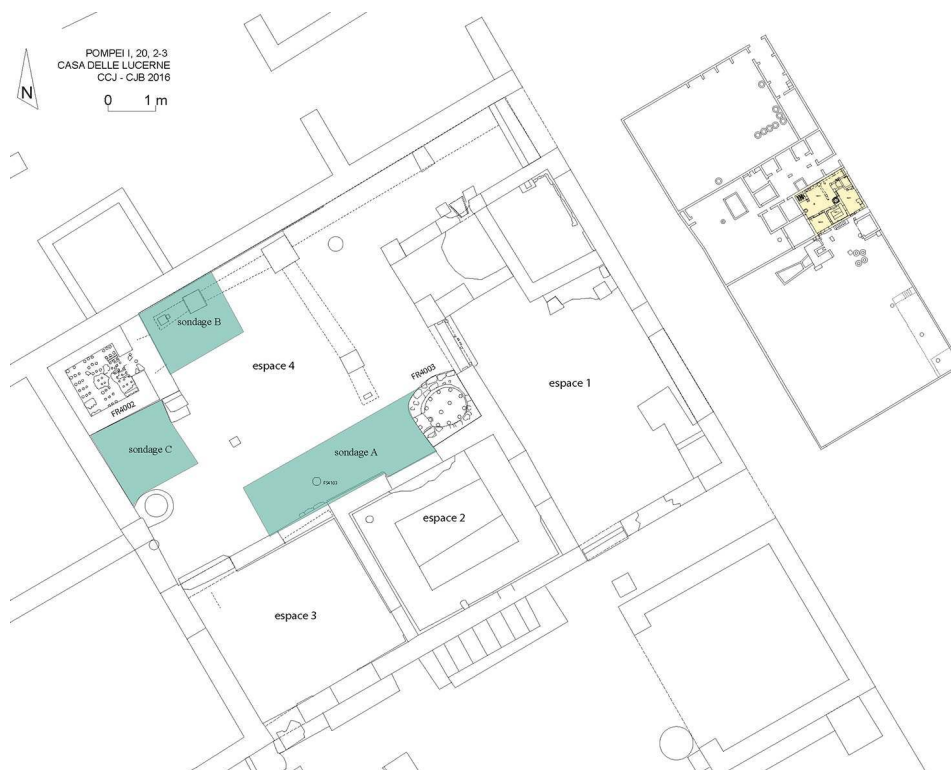 POMPEI I, 20, 2-3
CASA DELLE LUCERNE
CCJ - CJB 2016
N
0 1 m
sondage B
espace 4
FR4003
espace 1
FR4002
sondage C
sondage A
espace 2
espace 3